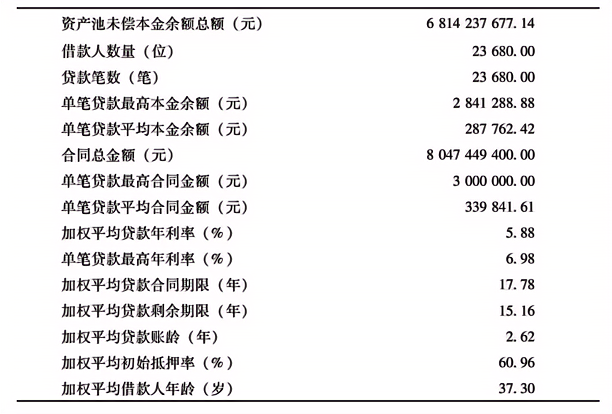 资产池未偿本金余额总额（元） 6 814 237 677.14
借款人数量（位） 23 680.00
贷款笔数（笔） 23 680.00
单笔贷款最高本金余额（元） 2 841 288.88
单笔贷款平均本金余额（元） 287 762.42
合同总金额（元） 8 047 449 400.00
单笔贷款最高合同金额（元） 3 000 000.00
单笔贷款平均合同金额（元） 339 841.61
加权平均贷款年利率（%） 5.88
单笔贷款最高年利率（%） 6.98
加权平均贷款合同期限（年） 17.78
加权平均贷款剩余期限（年） 15.16
加权平均贷款账龄（年） 2.62
加权平均初始抵押率（%） 60.96
加权平均借款人年龄（岁） 37.30